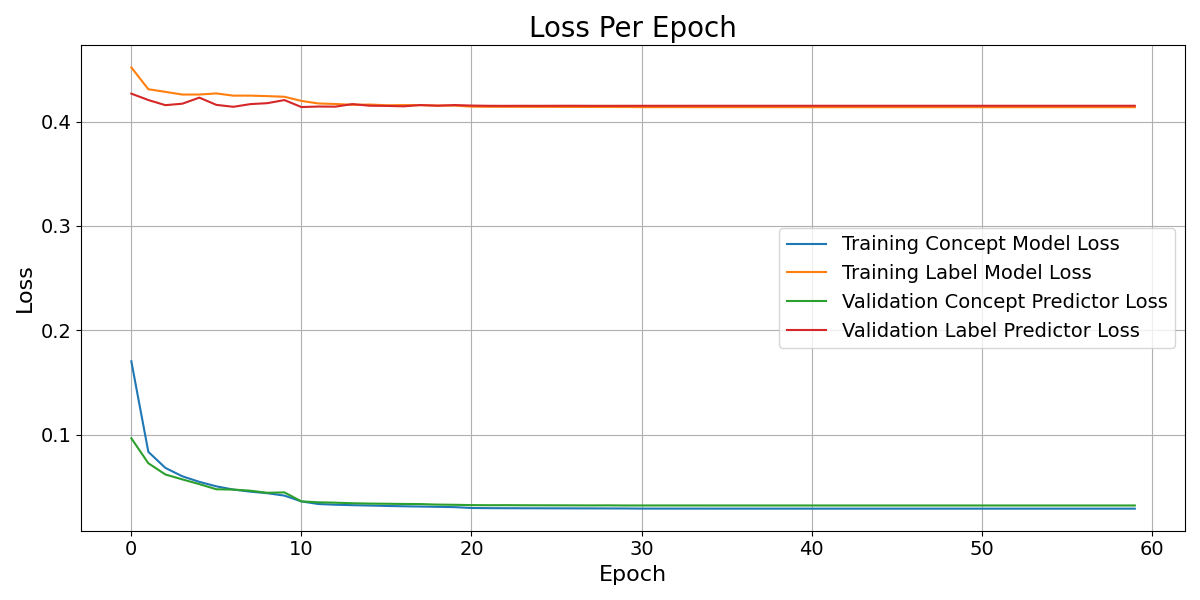 Loss Per Epoch
Loss
0.4
0.3
0.2
0.1
Training Concept Model Loss
Training Label Model Loss
Validation Concept Predictor Loss
Validation Label Predictor Loss
0 10 20 30 40 50 60
Epoch